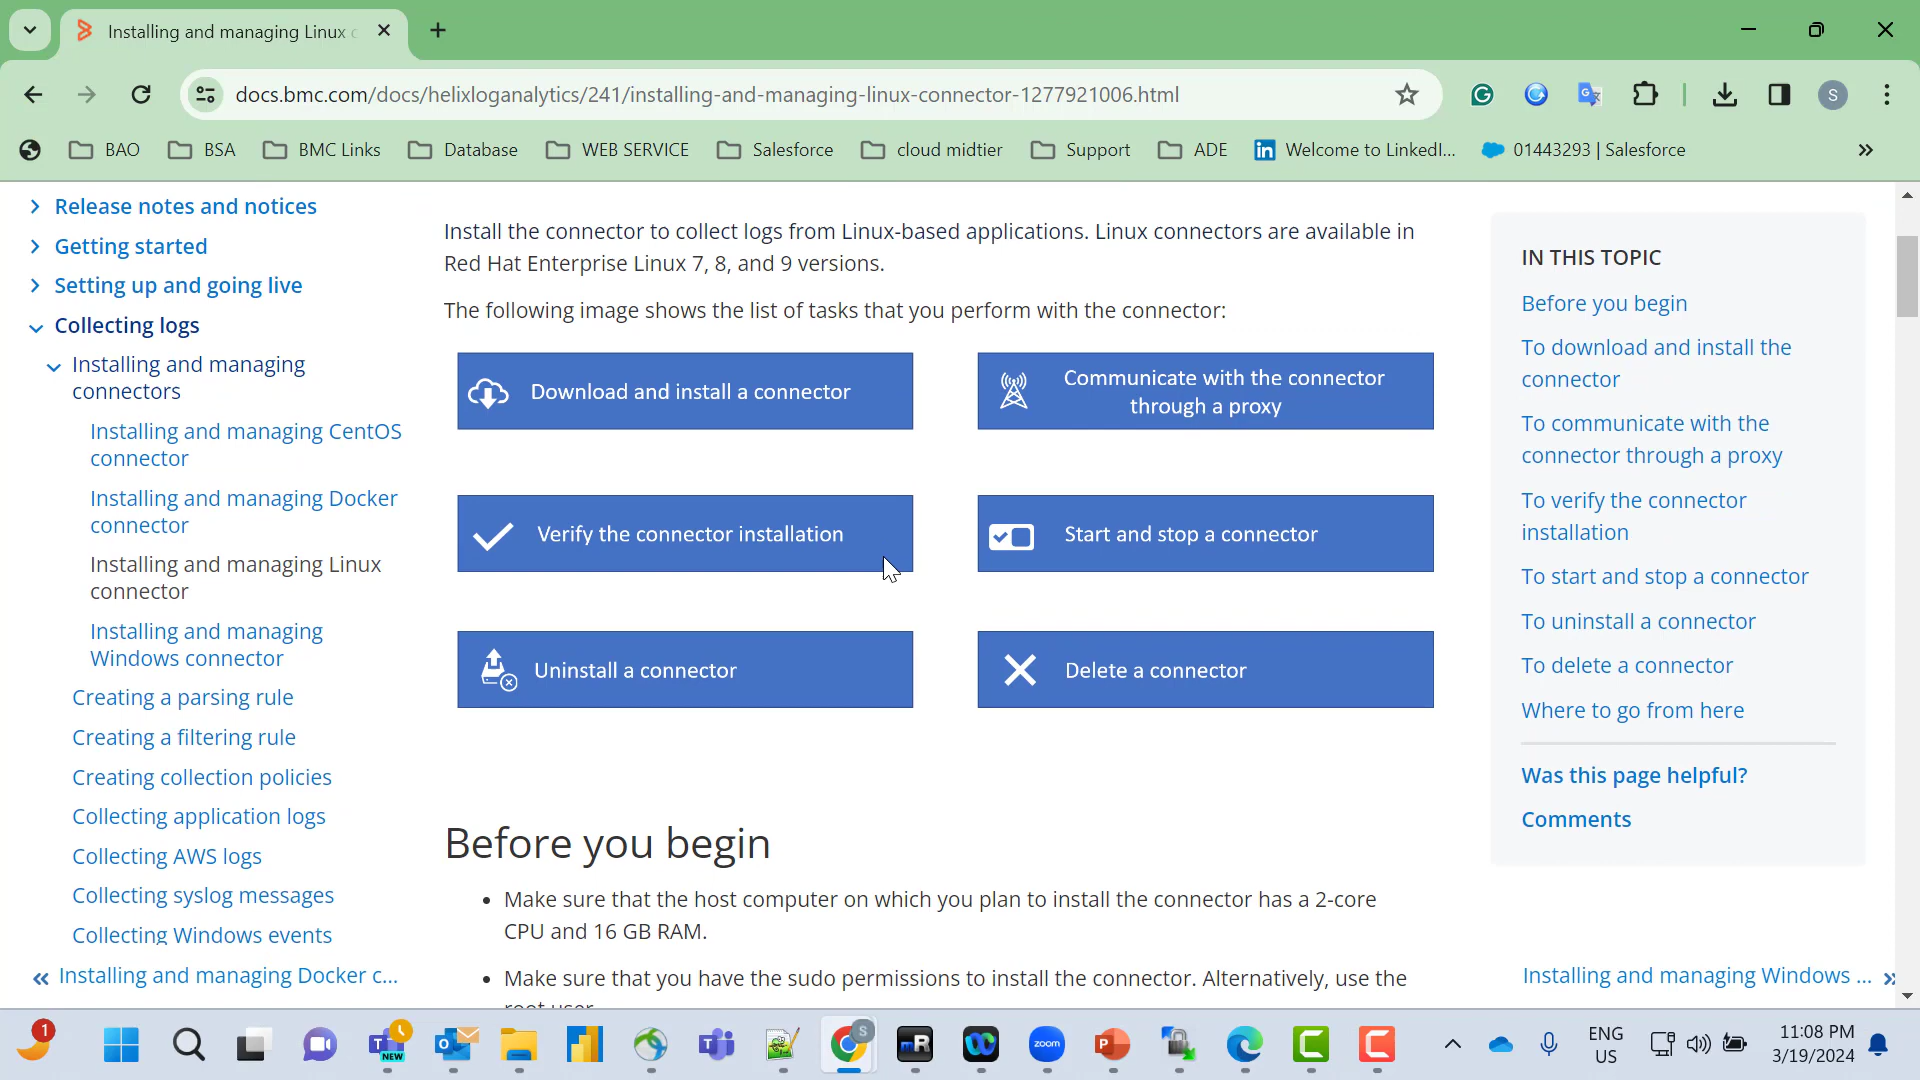 Installing and managing Linux c
docs.bmc.com/docs/helixloganalytics/241/installing-and-managing-linux-connector-1277921006.html
S
BAO
BSA
BMC Links
Database
WEB SERVICE
Salesforce
cloud midtier
Support
ADE
Welcome to LinkedI...
01443293 | Salesforce
Release notes and notices
Getting started
Setting up and going live
Collecting logs
Installing and managing
connectors
Installing and managing CentOS
connector
Installing and managing Docker
connector
Installing and managing Linux
connector
Installing and managing
Windows connector
Creating a parsing rule
Creating a filtering rule
Creating collection policies
Collecting application logs
Collecting AWS logs
Collecting syslog messages
Collecting Windows events
« Installing and managing Docker c...
Install the connector to collect logs from Linux-based applications. Linux connectors are available in
Red Hat Enterprise Linux 7, 8, and 9 versions.
The following image shows the list of tasks that you perform with the connector:
Download and install a connector
Communicate with the connector
through a proxy
Verify the connector installation
Start and stop a connector
Uninstall a connector
Delete a connector
Before you begin
• Make sure that the host computer on which you plan to install the connector has a 2-core
CPU and 16 GB RAM.
• Make sure that you have the sudo permissions to install the connector. Alternatively, use the
root user.
IN THIS TOPIC
Before you begin
To download and install the
connector
To communicate with the
connector through a proxy
To verify the connector
installation
To start and stop a connector
To uninstall a connector
To delete a connector
Where to go from here
Was this page helpful?
Comments
Installing and managing Windows ... »
1
NEW
S
mR
zoom
ENG
US
11:08 PM
3/19/2024